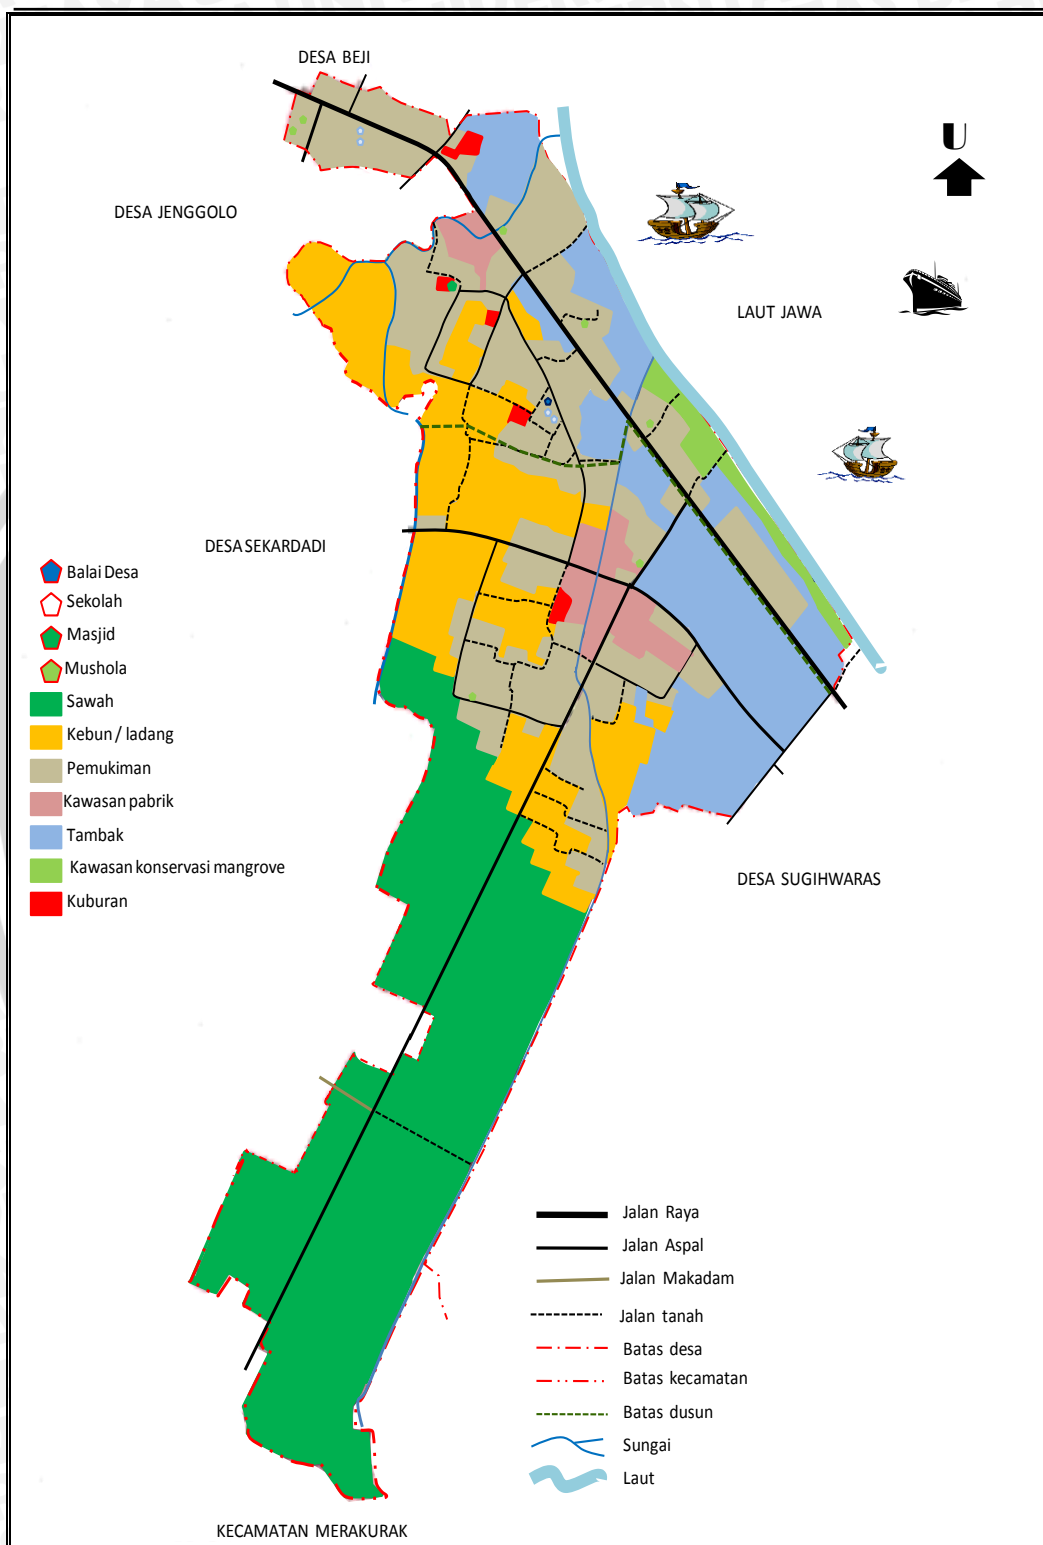 DESA BEJI
U
DESA JENGGOLO
LAUT JAWA
DESA SEKARDADI
Balai Desa
Sekolah
Masjid
Mushola
Sawah
Kebun / ladang
Pemukiman
Kawasan pabrik
Tambak
Kawasan konservasi mangrove
Kuburan
DESA SUGIHWARAS
Jalan Raya
Jalan Aspal
Jalan Makadam
Jalan tanah
Batas desa
Batas kecamatan
Batas dusun
Sungai
Laut
KECAMATAN MERAKURAK